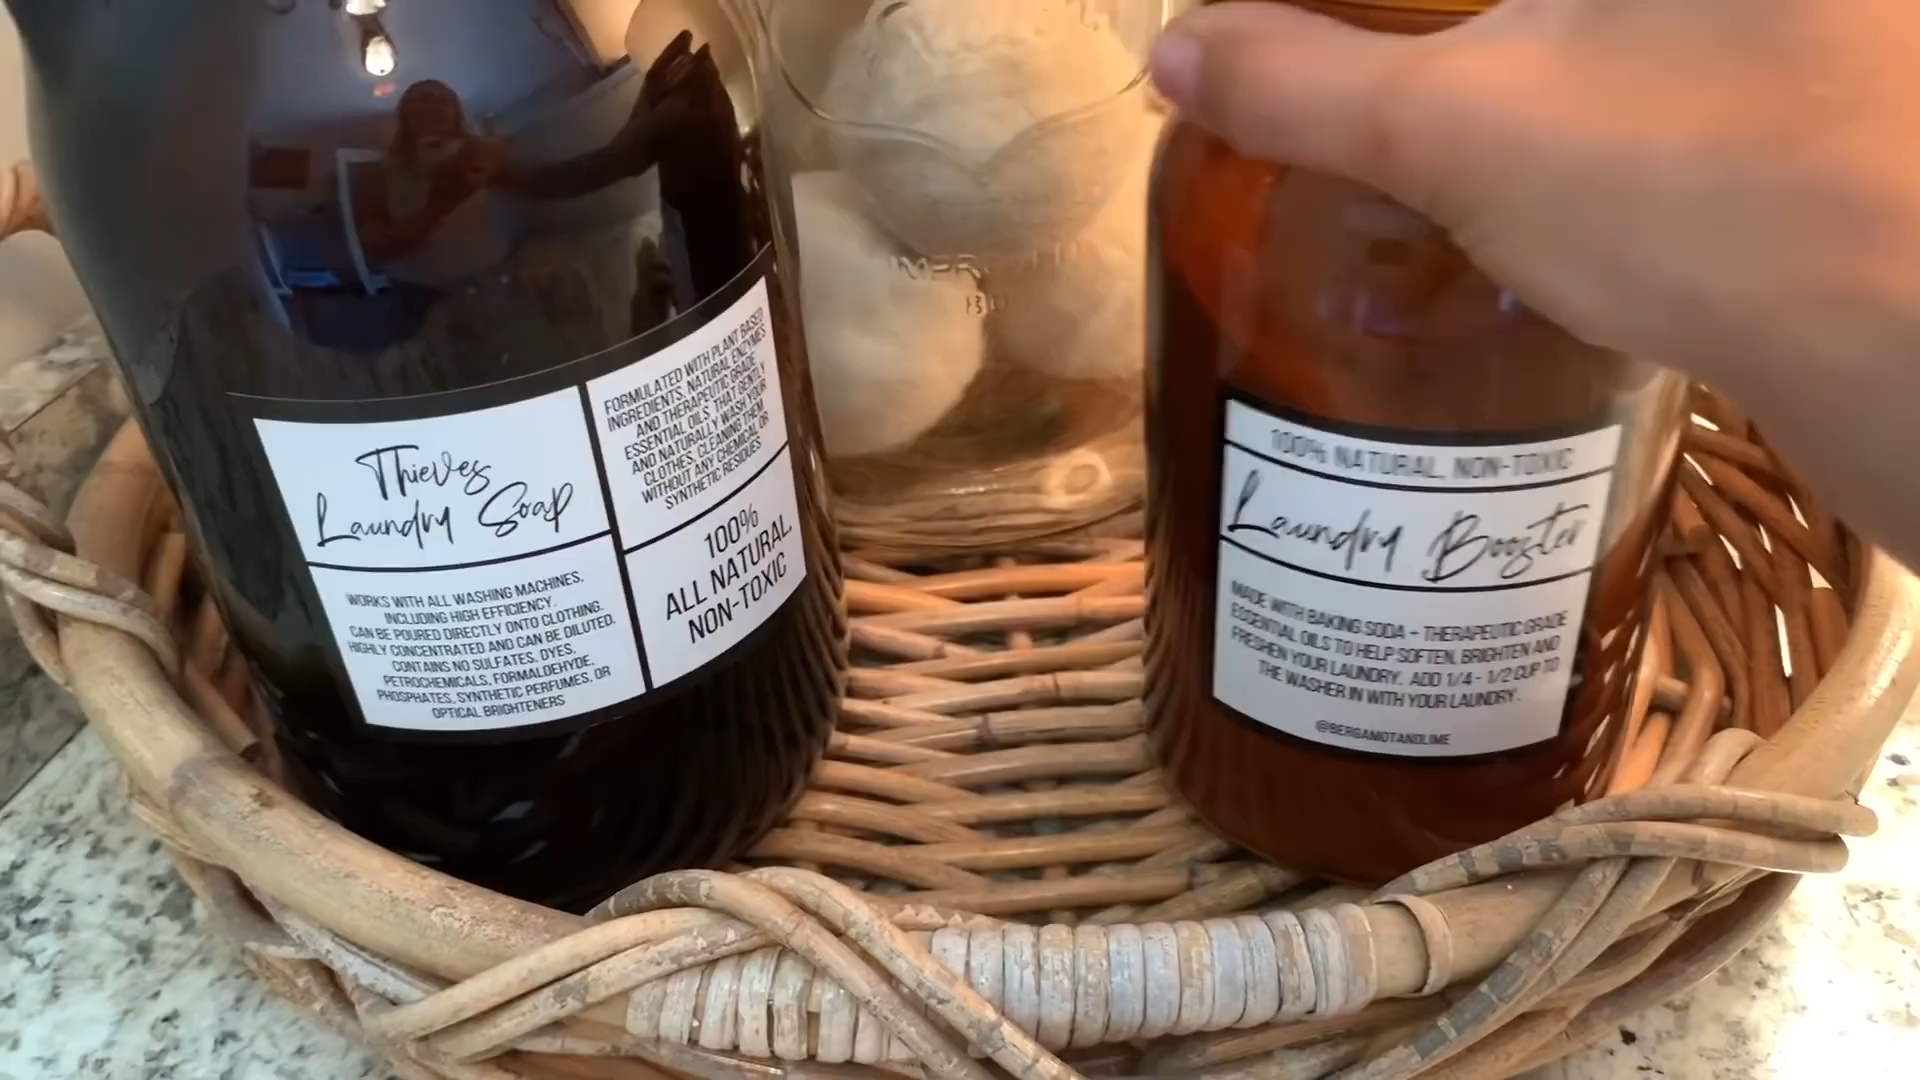 Thieves
Laundry Soap
WORKS WITH ALL WASHING MACHINES,
INCLUDING HIGH EFFICIENCY.
CAN BE POURED DIRECTLY ONTO CLOTHING.
HIGHLY CONCENTRATED AND CAN BE DILUTED.
CONTAINS NO SULFATES, DYES,
PETROCHEMICALS, FORMALDEHYDE,
PHOSPHATES, SYNTHETIC PERFUMES, OR
OPTICAL BRIGHTENERS
FORMULATED WITH PLANT BASED
INGREDIENTS, NATURAL ENZYMES
AND THERAPEUTIC GRADE
ESSENTIAL OILS, THAT GENTLY
AND NATURALLY WASH YOUR
CLOTHES, CLEANING THEM
WITHOUT ANY CHEMICAL OR
SYNTHETIC RESIDUES
100%
ALL NATURAL,
NON-TOXIC
100% NATURAL, NON-TOXIC
Laundry Booster
MADE WITH BAKING SODA + THERAPEUTIC GRADE
ESSENTIAL OILS TO HELP SOFTEN, BRIGHTEN AND
FRESHEN YOUR LAUNDRY. ADD 1/4 - 1/2 CUP TO
THE WASHER IN WITH YOUR LAUNDRY.
@BERGAMOTANDLIME